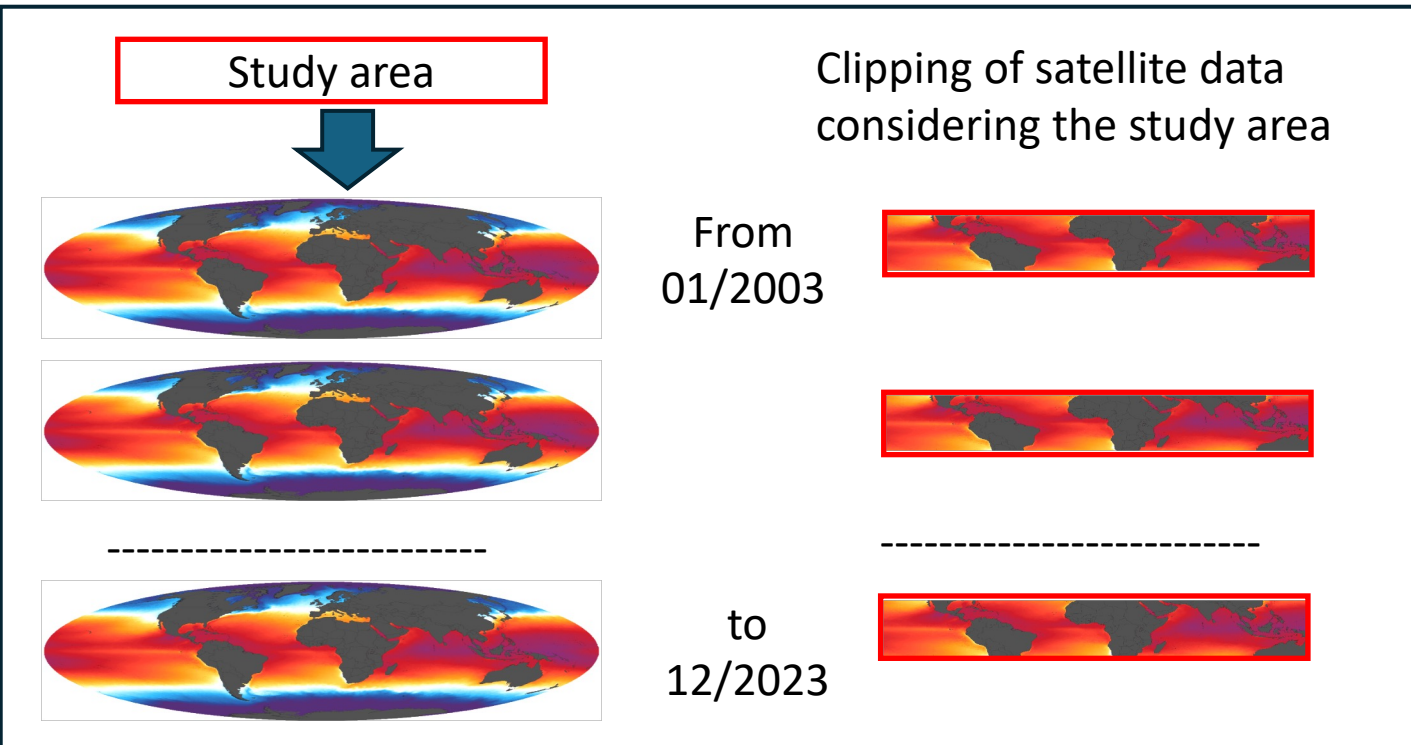 Study area
Clipping of satellite data
considering the study area
From
01/2003
to
12/2023